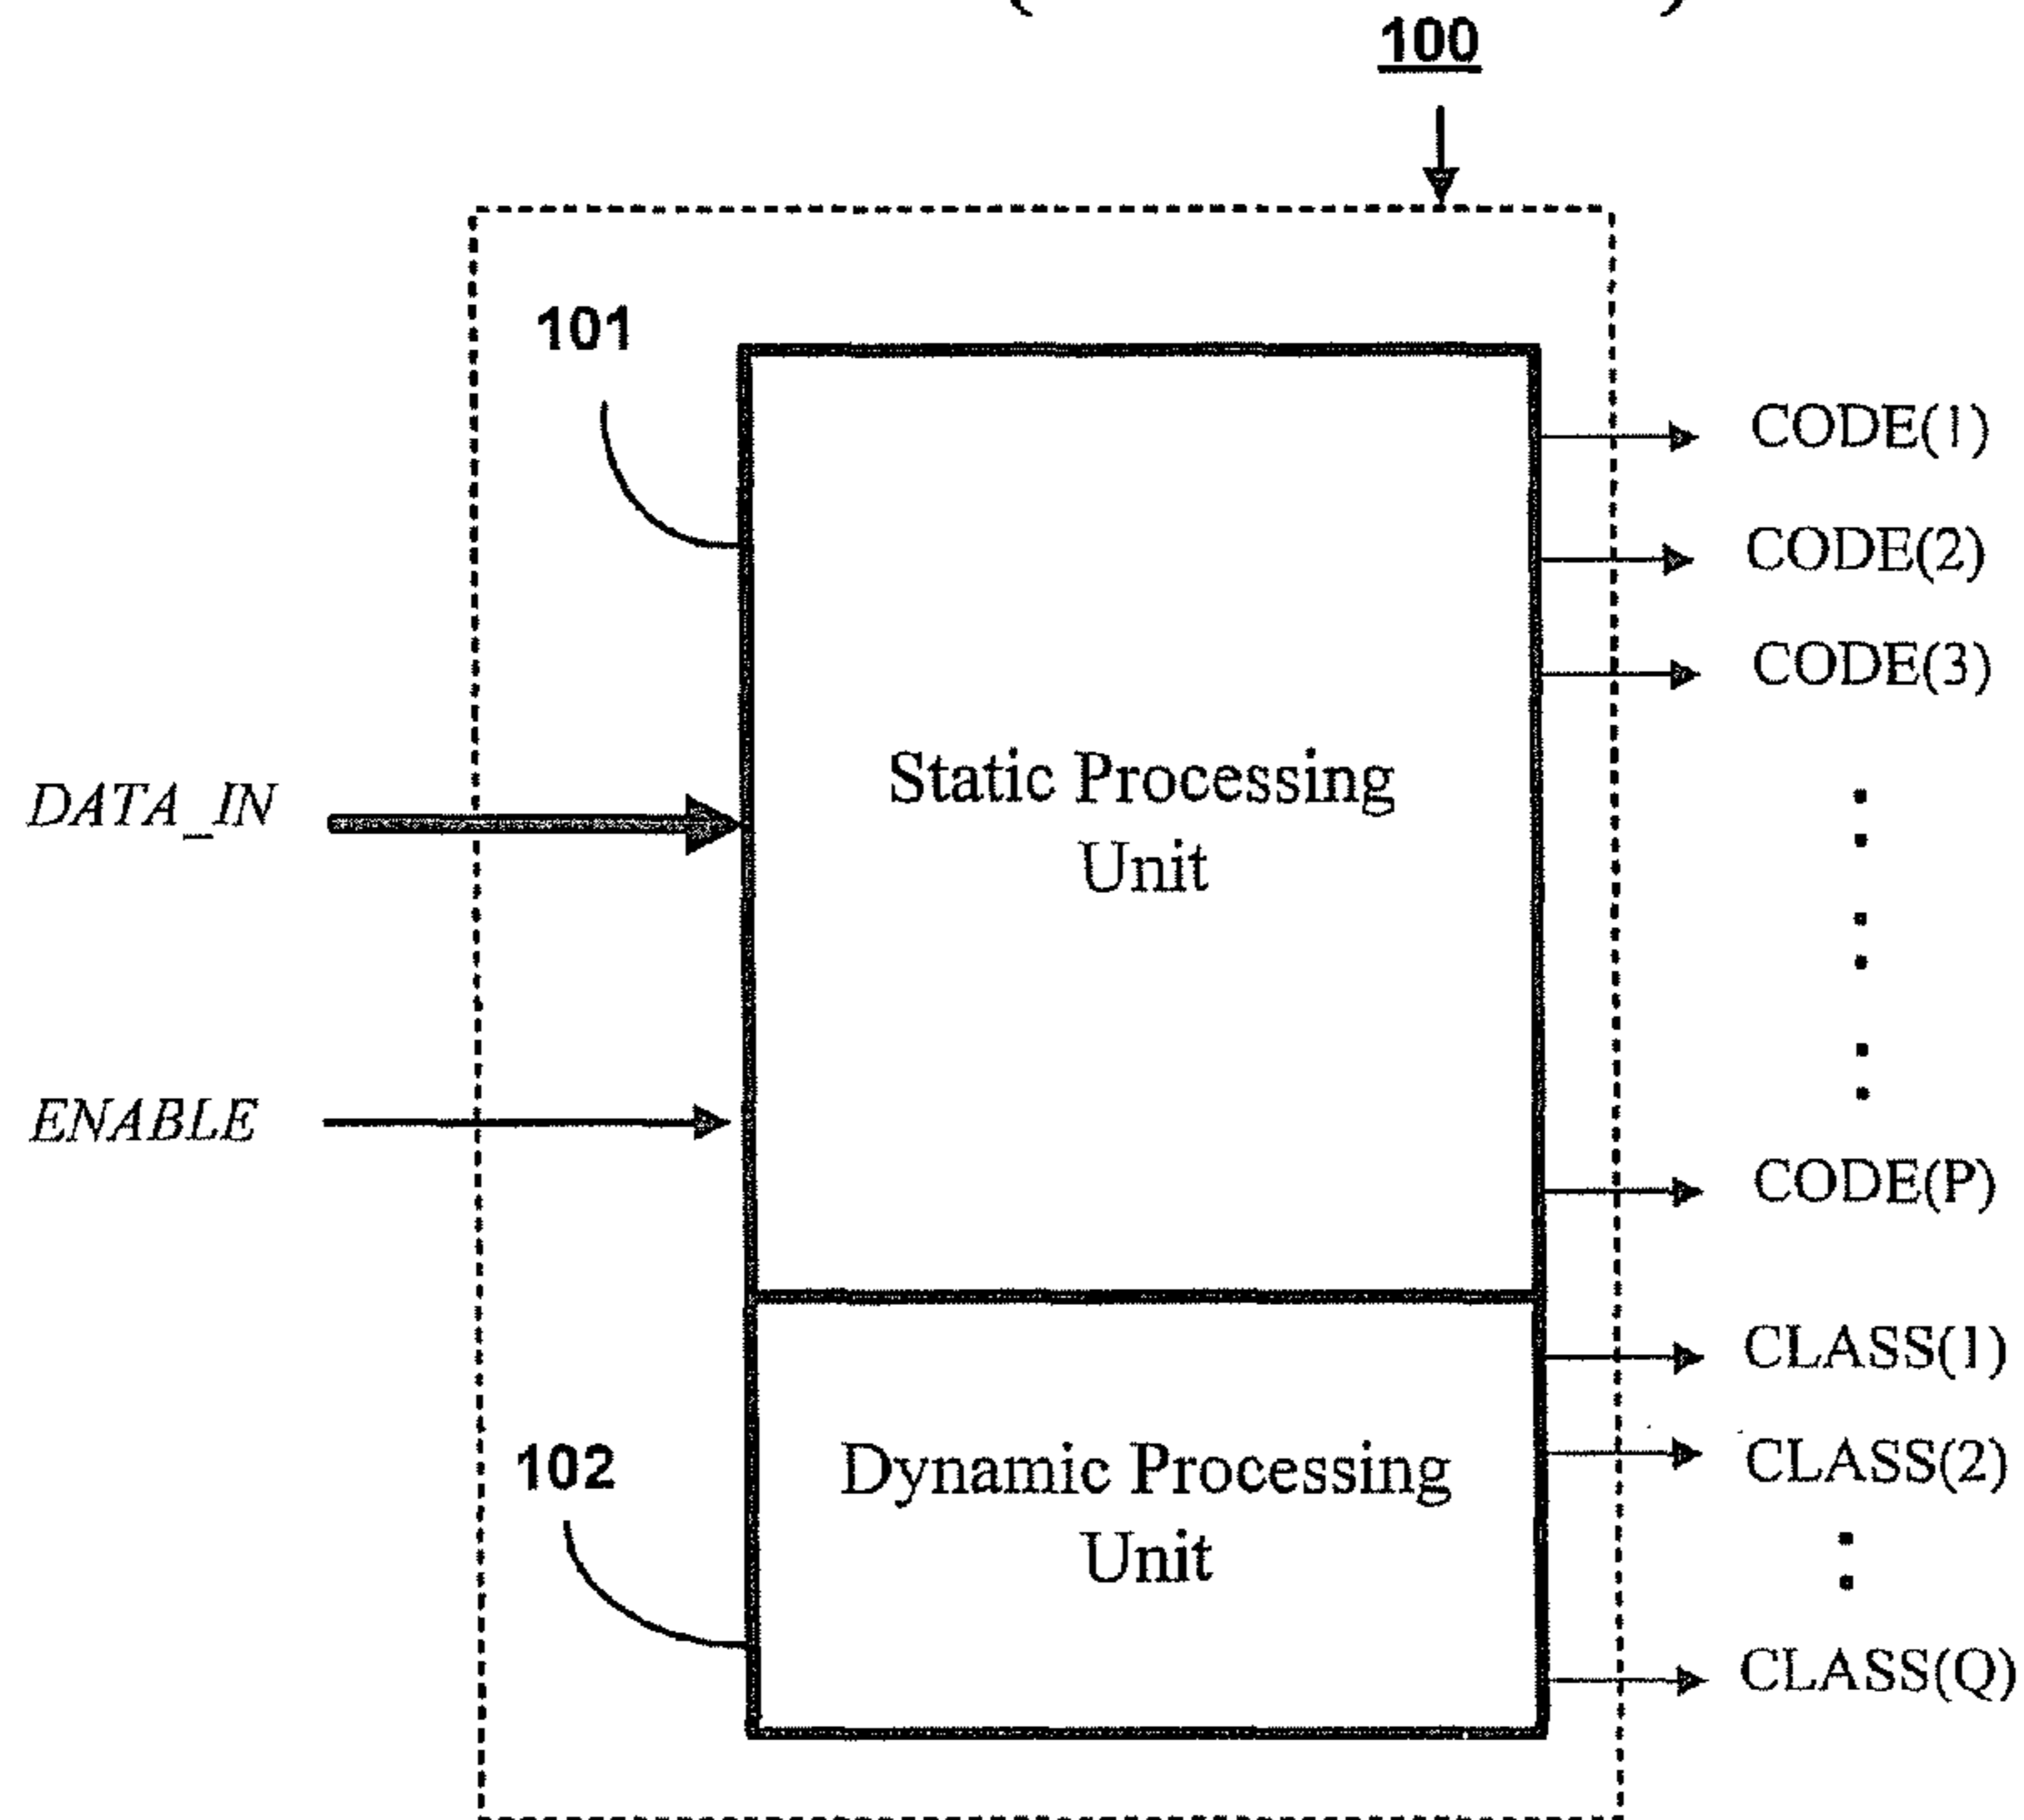 100
101
CODE(1)
CODE(2)
CODE(3)
Static Processing
Unit
DATA_IN
ENABLE
CODE(P)
CLASS(1)
102
Dynamic Processing
Unit
CLASS(2)
CLASS(Q)